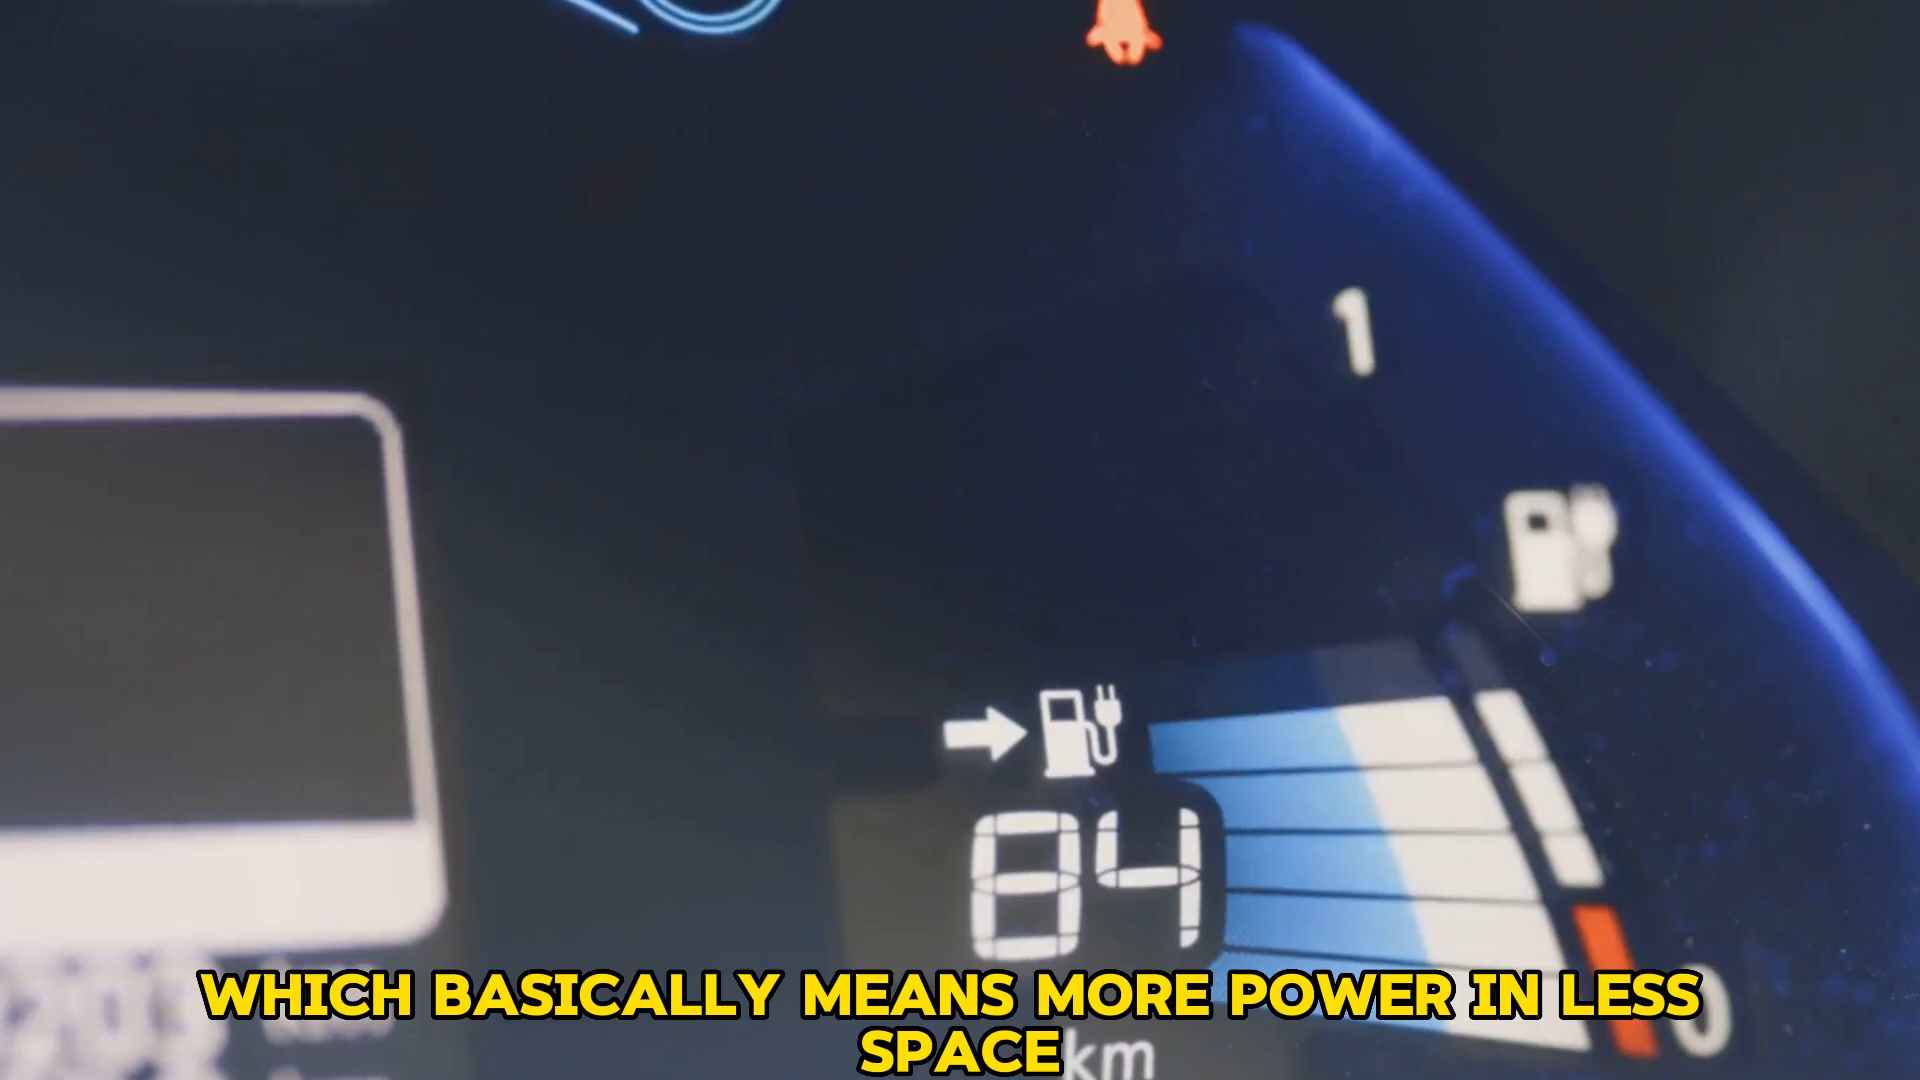 1
84
0
WHICH BASICALLY MEANS MORE POWER IN LESS
SPACE
km